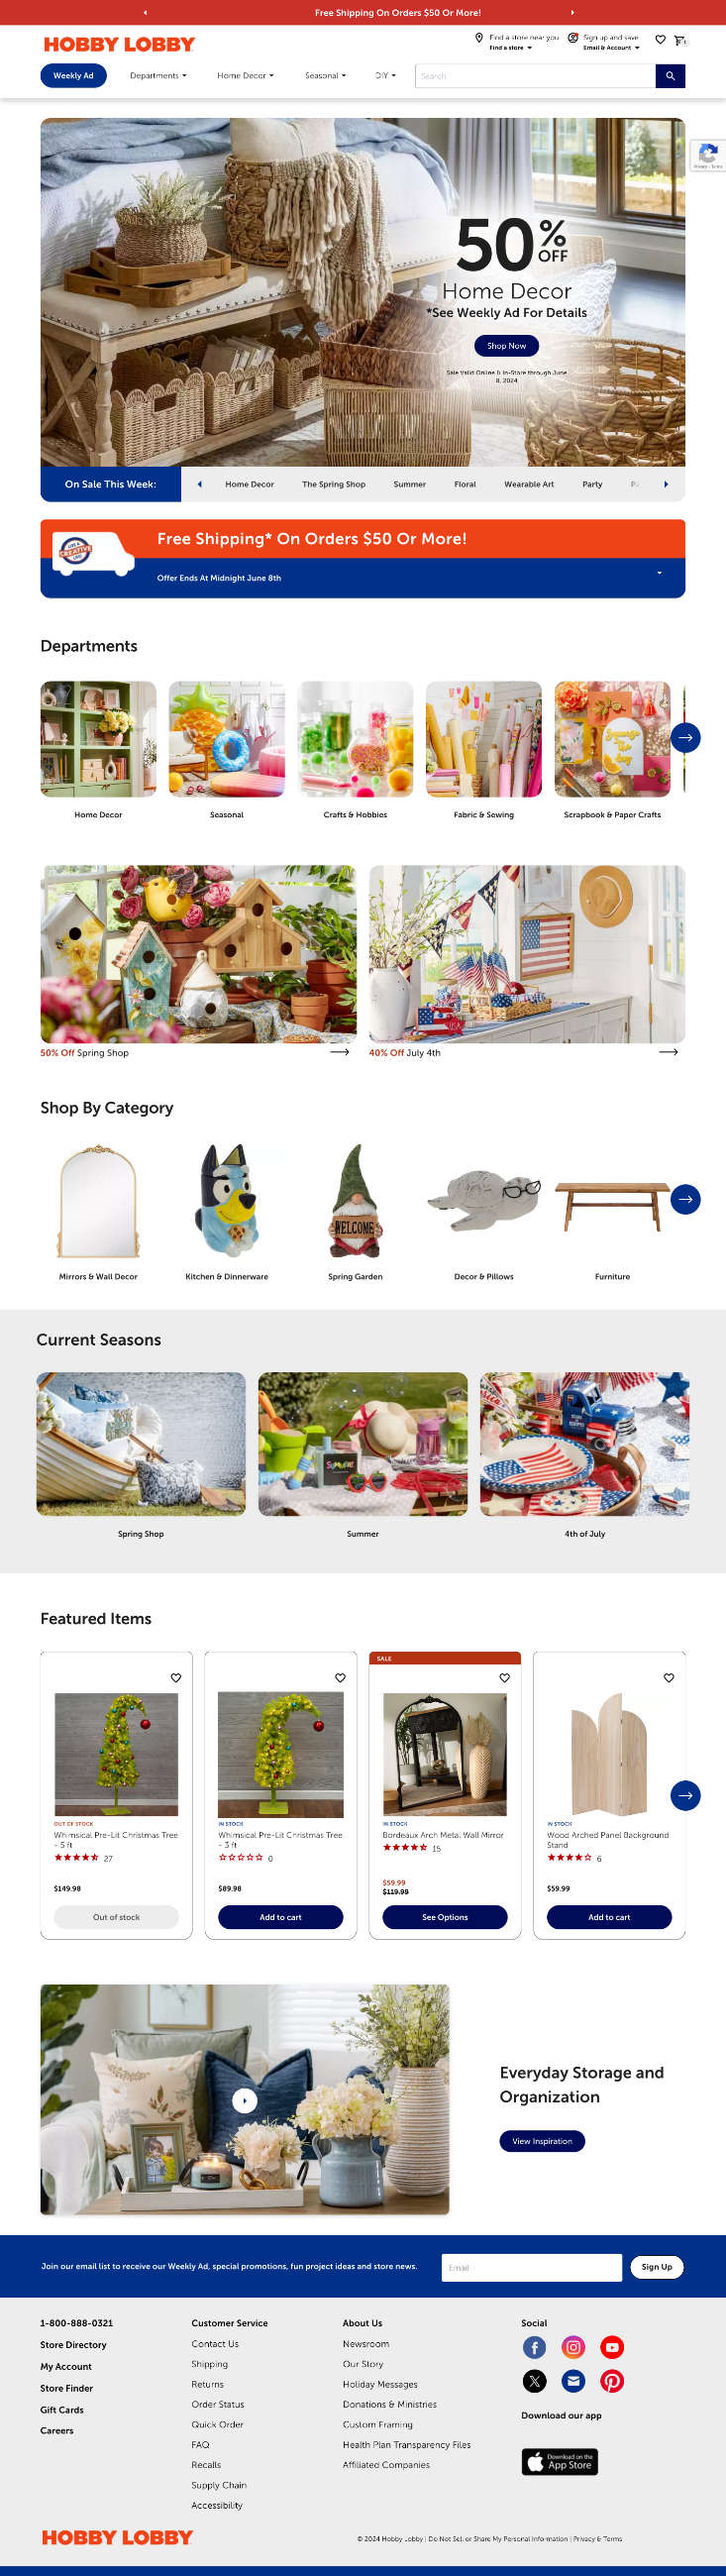 Free Shipping On Orders $50 Or More!
HOBBY LOBBY
Find a store near you
Find a store
Sign up and save
Email & Account
Weekly Ad
Departments
Home Decor
Seasonal
DIY
Search
50% OFF
Home Decor
*See Weekly Ad For Details
Shop Now
Sale Valid Online & In-Store through June
8, 2024
On Sale This Week:
Home Decor
The Spring Shop
Summer
Floral
Wearable Art
Party
LIVE A CREATIVE LIFE!
Free Shipping* On Orders $50 Or More!
Offer Ends At Midnight June 8th
Departments
Squeeze the day
Home Decor
Seasonal
Crafts & Hobbies
Fabric & Sewing
Scrapbook & Paper Crafts
50% Off Spring Shop
40% Off July 4th
Shop By Category
WELCOME
Mirrors & Wall Decor
Kitchen & Dinnerware
Spring Garden
Decor & Pillows
Furniture
Current Seasons
SUMMER
Spring Shop
Summer
4th of July
Featured Items
SALE
OUT OF STOCK
Whimsical Pre-Lit Christmas Tree
- 5 ft
27
$149.98
Out of stock
IN STOCK
Whimsical Pre-Lit Christmas Tree
- 3 ft
0
$89.98
Add to cart
IN STOCK
Bordeaux Arch Metal Wall Mirror
15
$59.99
$119.99
See Options
IN STOCK
Wood Arched Panel Background
Stand
6
$59.99
Add to cart
Everyday Storage and
Organization
View Inspiration
Join our email list to receive our Weekly Ad, special promotions, fun project ideas and store news.
Email
Sign Up
1-800-888-0321
Store Directory
My Account
Store Finder
Gift Cards
Careers
Customer Service
Contact Us
Shipping
Returns
Order Status
Quick Order
FAQ
Recalls
Supply Chain
Accessibility
About Us
Newsroom
Our Story
Holiday Messages
Donations & Ministries
Custom Framing
Health Plan Transparency Files
Affiliated Companies
Social
Download our app
Download on the
App Store
HOBBY LOBBY
© 2024 Hobby Lobby | Do Not Sell or Share My Personal Information | Privacy & Terms